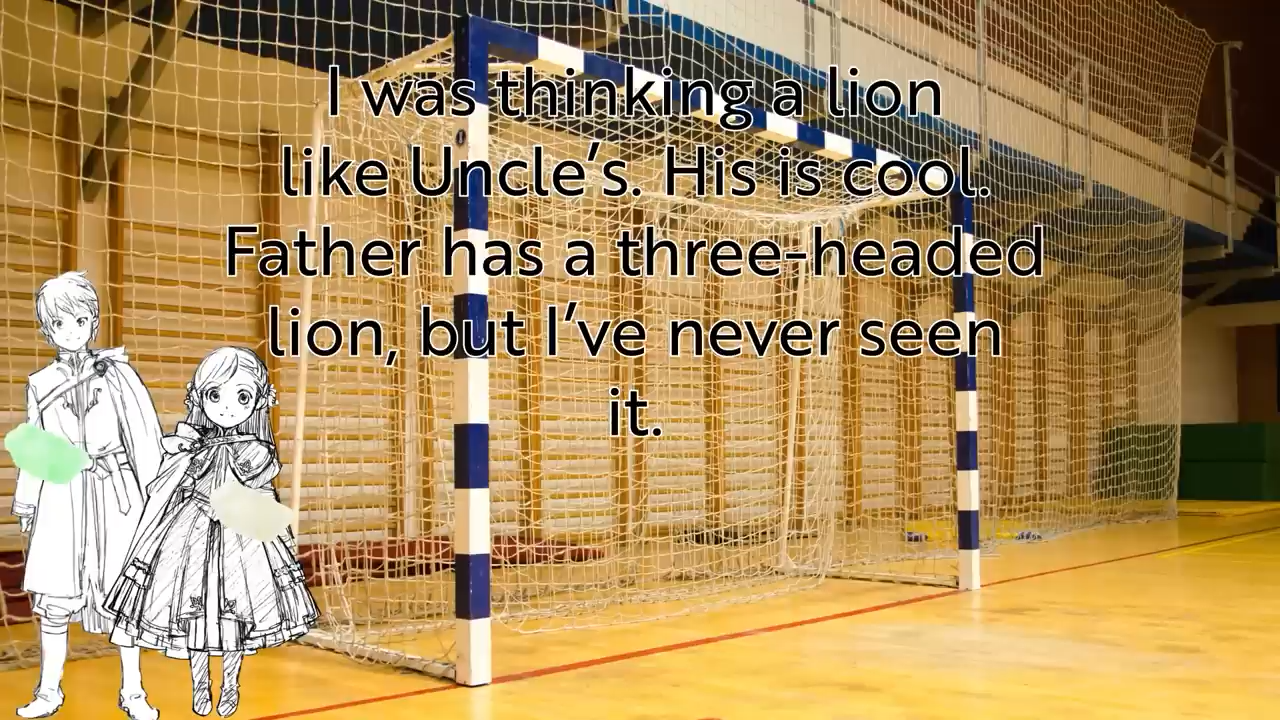 I was thinking a lion
like Uncle’s. His is cool.
Father has a three-headed
lion, but I’ve never seen
it.